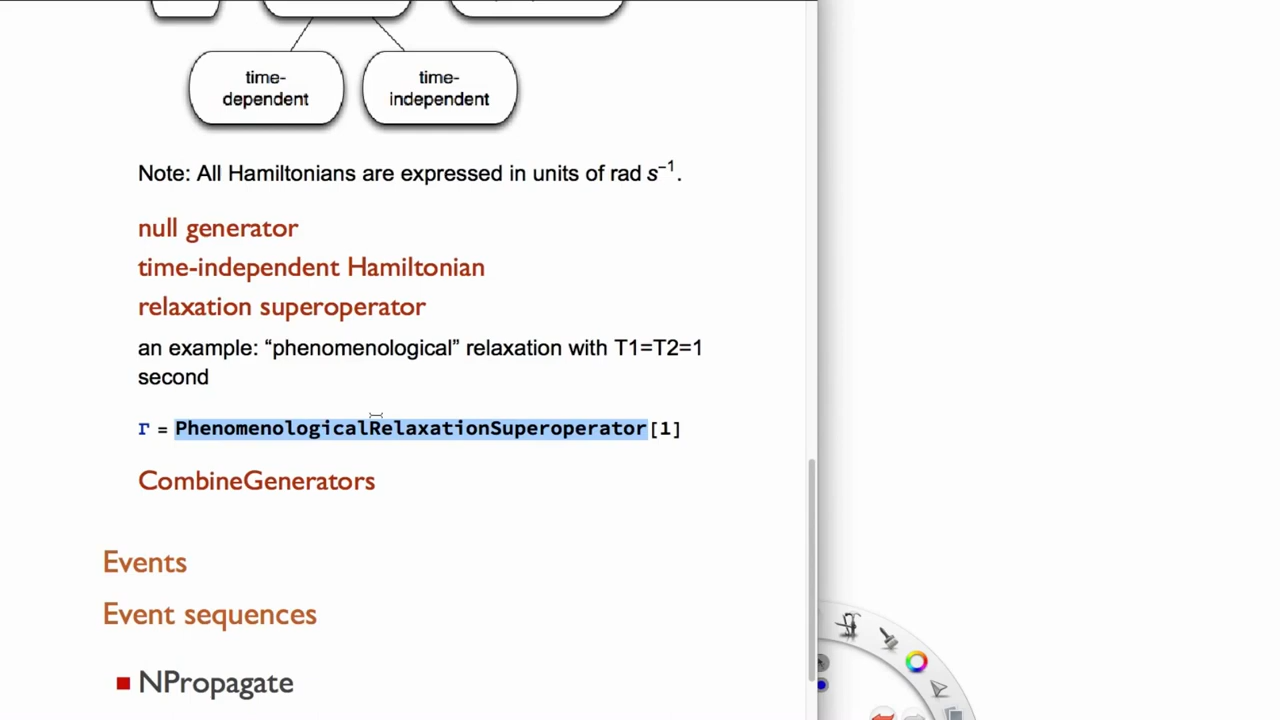 time-
dependent
time-
independent
Note: All Hamiltonians are expressed in units of rad s⁻¹.
null generator
time-independent Hamiltonian
relaxation superoperator
an example: “phenomenological” relaxation with T1=T2=1
second
Γ = PhenomenologicalRelaxationSuperoperator[1]
CombineGenerators
Events
Event sequences
NPropagate